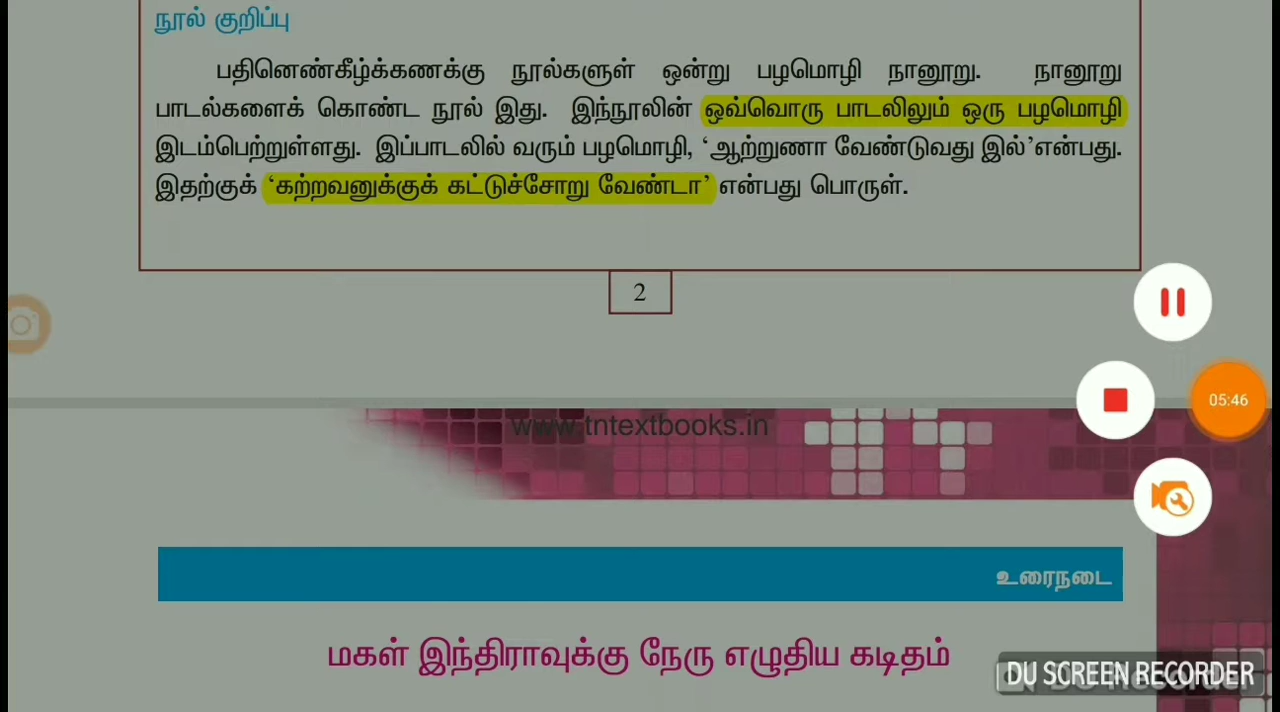 நூல் குறிப்பு
பதினெண்கீழ்க்கணக்கு நூல்களுள் ஒன்று பழமொழி நானூறு. நானூறு
பாடல்களைக் கொண்ட நூல் இது. இந்நூலின் ஒவ்வொரு பாடலிலும் ஒரு பழமொழி
இடம்பெற்றுள்ளது. இப்பாடலில் வரும் பழமொழி, ‘ஆற்றுணா வேண்டுவது இல்’என்பது.
இதற்குக் ‘கற்றவனுக்குக் கட்டுச்சோறு வேண்டா’ என்பது பொருள்.
2
05:46
www.tntextbooks.in
உரைநடை
மகள் இந்திராவுக்கு நேரு எழுதிய கடிதம்
DU SCREEN RECORDER